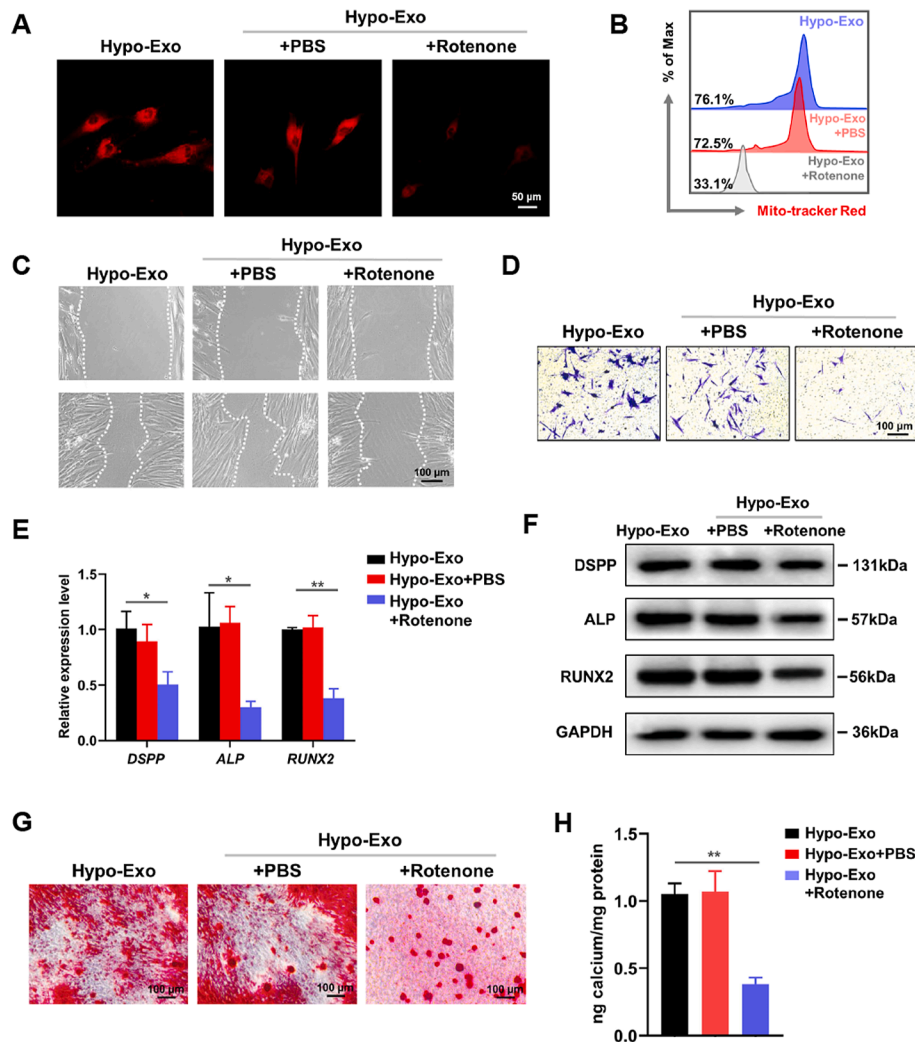 A
Hypo-Exo
Hypo-Exo
+PBS
+Rotenone
50 µm
B
% of Max
Hypo-Exo
76.1%
Hypo-Exo
+PBS
72.5%
Hypo-Exo
+Rotenone
33.1%
Mito-tracker Red
C
Hypo-Exo
Hypo-Exo
+PBS
+Rotenone
100 µm
D
Hypo-Exo
Hypo-Exo
+PBS
+Rotenone
100 µm
E
Relative expression level
1.5
1.0
0.5
0.0
*
*
**
DSPP
ALP
RUNX2
Hypo-Exo
Hypo-Exo+PBS
Hypo-Exo
+Rotenone
F
Hypo-Exo
Hypo-Exo
+PBS
+Rotenone
DSPP
131kDa
ALP
57kDa
RUNX2
56kDa
GAPDH
36kDa
G
Hypo-Exo
Hypo-Exo
+PBS
+Rotenone
100 µm
100 µm
100 µm
H
ng calcium/mg protein
1.5
1.0
0.5
0.0
**
Hypo-Exo
Hypo-Exo+PBS
Hypo-Exo
+Rotenone